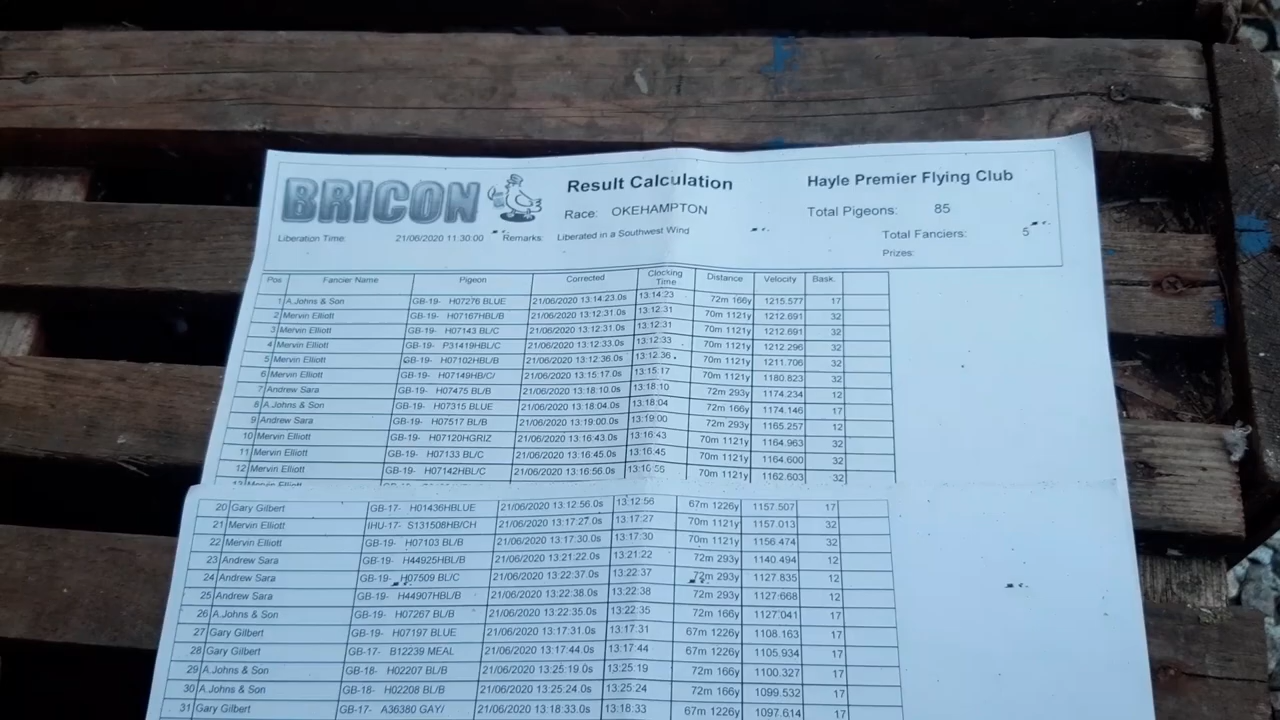 BRICON
Result Calculation
Hayle Premier Flying Club
Race: OKEHAMPTON
Total Pigeons: 85
Liberation Time: 21/06/2020 11:30:00 Remarks: Liberated in a Southwest Wind
Total Fanciers: 5
Prizes:
Pos Fancier Name Pigeon Corrected Clocking Time Distance Velocity Bask.
1 A.Johns & Son GB-19- H07276 BLUE 21/06/2020 13:14:23.0s 13:14:23 72m 166y 1215.577 17
2 Mervin Elliott GB-19- H07167HBL/B 21/06/2020 13:12:31.0s 13:12:31 70m 1121y 1212.691 32
3 Mervin Elliott GB-19- H07143 BL/C 21/06/2020 13:12:31.0s 13:12:31 70m 1121y 1212.691 32
4 Mervin Elliott GB-19- P31419HBL/C 21/06/2020 13:12:33.0s 13:12:33 70m 1121y 1212.296 32
5 Mervin Elliott GB-19- H07102HBL/B 21/06/2020 13:12:36.0s 13:12:36 70m 1121y 1211.706 32
6 Mervin Elliott GB-19- H07149HB/C/ 21/06/2020 13:15:17.0s 13:15:17 70m 1121y 1180.823 32
7 Andrew Sara GB-19- H07475 BL/B 21/06/2020 13:18:10.0s 13:18:10 72m 293y 1174.234 12
8 A.Johns & Son GB-19- H07315 BLUE 21/06/2020 13:18:04.0s 13:18:04 72m 166y 1174.146 17
9 Andrew Sara GB-19- H07517 BL/B 21/06/2020 13:19:00.0s 13:19:00 72m 293y 1165.257 12
10 Mervin Elliott GB-19- H07120HGRIZ 21/06/2020 13:16:43.0s 13:16:43 70m 1121y 1164.963 32
11 Mervin Elliott GB-19- H07133 BL/C 21/06/2020 13:16:45.0s 13:16:45 70m 1121y 1164.600 32
12 Mervin Elliott GB-19- H07142HBL/C 21/06/2020 13:16:56.0s 13:16:56 70m 1121y 1162.603 32
13 Mervin Elliott
20 Gary Gilbert GB-17- H01436HBLUE 21/06/2020 13:12:56.0s 13:12:56 67m 1226y 1157.507 17
21 Mervin Elliott IHU-17- S131506HB/CH 21/06/2020 13:17:27.0s 13:17:27 70m 1121y 1157.013 32
22 Mervin Elliott GB-19- H07103 BL/B 21/06/2020 13:17:30.0s 13:17:30 70m 1121y 1156.474 32
23 Andrew Sara GB-19- H44925HBL/B 21/06/2020 13:21:22.0s 13:21:22 72m 293y 1140.494 12
24 Andrew Sara GB-19- H07509 BL/C 21/06/2020 13:22:37.0s 13:22:37 72m 293y 1127.835 12
25 Andrew Sara GB-19- H44907HBL/B 21/06/2020 13:22:38.0s 13:22:38 72m 293y 1127.668 12
26 A.Johns & Son GB-19- H07267 BL/B 21/06/2020 13:22:35.0s 13:22:35 72m 166y 1127.041 17
27 Gary Gilbert GB-19- H07197 BLUE 21/06/2020 13:17:31.0s 13:17:31 67m 1226y 1108.163 17
28 Gary Gilbert GB-17- B12239 MEAL 21/06/2020 13:17:44.0s 13:17:44 67m 1226y 1105.934 17
29 A.Johns & Son GB-18- H02207 BL/B 21/06/2020 13:25:19.0s 13:25:19 72m 166y 1100.327 17
30 A.Johns & Son GB-18- H02208 BL/B 21/06/2020 13:25:24.0s 13:25:24 72m 166y 1099.532 17
31 Gary Gilbert GB-17- A36380 GAY/ 21/06/2020 13:18:33.0s 13:18:33 67m 1226y 1097.614 17